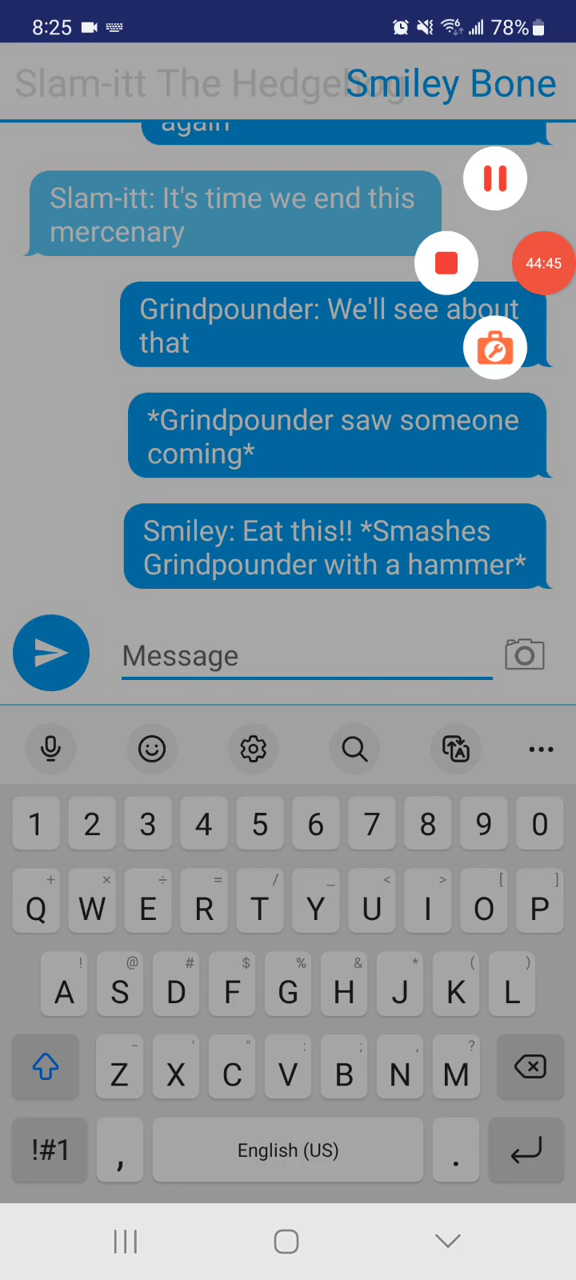 8:25 78%
Slam-itt The Hedgehog Smiley Bone
again
Slam-itt: It's time we end this
mercenary
44:45
Grindpounder: We'll see about
that
*Grindpounder saw someone
coming*
Smiley: Eat this!! *Smashes
Grindpounder with a hammer*
Message
1 2 3 4 5 6 7 8 9 0
+ × ÷ = / _ < > [ ]
Q W E R T Y U I O P
! @ # $ % & * ( )
A S D F G H J K L
- ' " : ; , ?
Z X C V B N M
!#1 , English (US) .